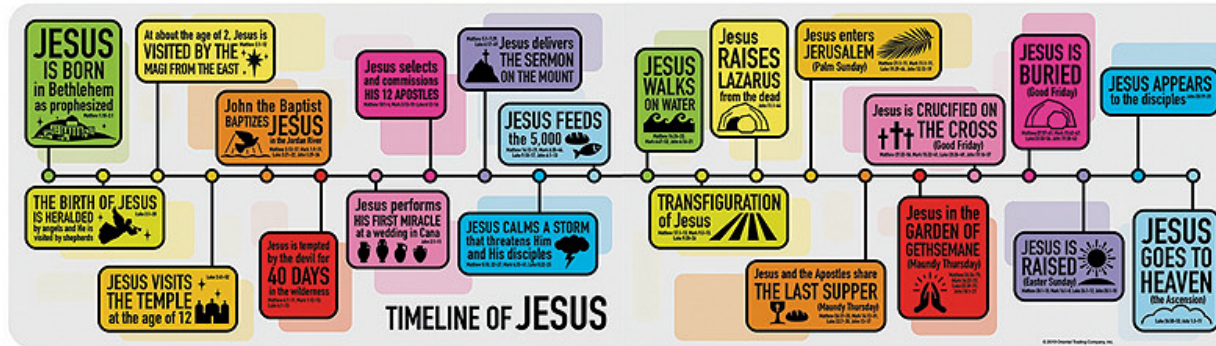 JESUS
IS BORN
in Bethlehem
as prophesized
THE BIRTH OF JESUS
IS HERALDED
by angels and He is
visited by shepherds
At about the age of 2, Jesus is
VISITED BY THE
MAGI FROM THE EAST
JESUS VISITS
THE TEMPLE
at the age of 12
John the Baptist
BAPTIZES
JESUS
in the Jordan River
Jesus is tempted
by the devil for
40 DAYS
in the wilderness
Jesus performs
HIS FIRST MIRACLE
at a wedding in Cana
Jesus selects
and commissions
HIS 12 APOSTLES
Jesus delivers
THE SERMON
ON THE MOUNT
JESUS CALMS A STORM
that threatens Him
and His disciples
JESUS FEEDS
the 5,000
JESUS
WALKS
ON WATER
TRANSFIGURATION
of Jesus
Jesus
RAISES
LAZARUS
from the dead
Jesus enters
JERUSALEM
(Palm Sunday)
Jesus and the Apostles share
THE LAST SUPPER
(Maundy Thursday)
Jesus in the
GARDEN OF
GETHSEMANE
(Maundy Thursday)
Jesus is CRUCIFIED ON
THE CROSS
(Good Friday)
JESUS IS
BURIED
(Good Friday)
JESUS IS
RAISED
(Easter Sunday)
JESUS APPEARS
to the disciples
JESUS
GOES TO
HEAVEN
(the Ascension)
TIMELINE OF JESUS
© 2019 Oriental Trading Company, Inc.